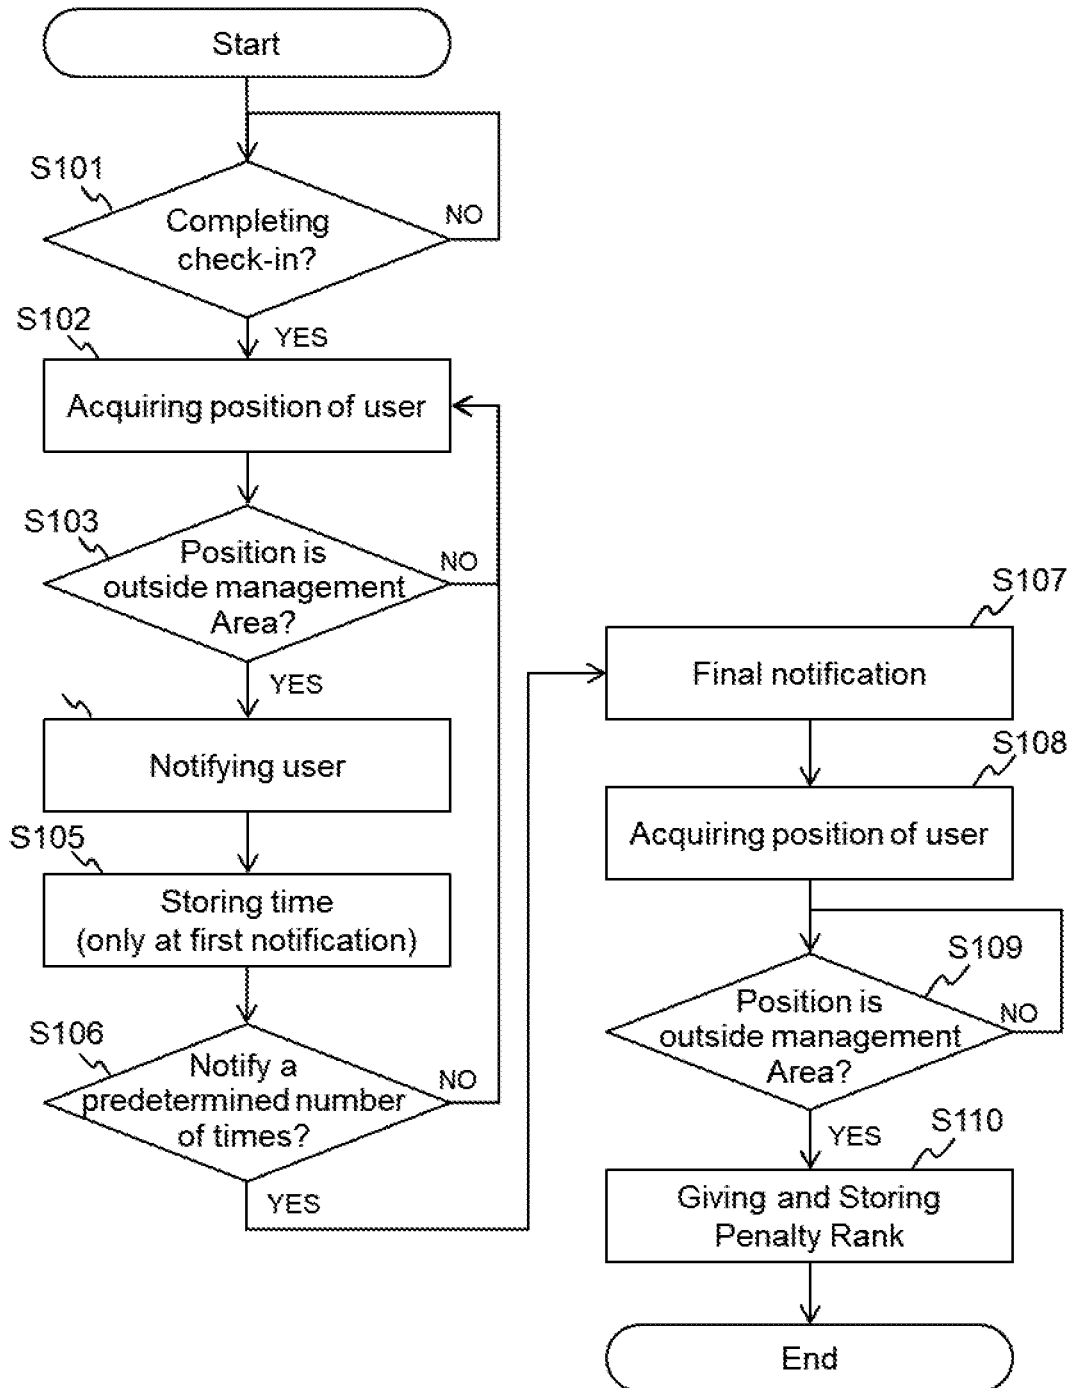 Start
S101
Completing
check-in?
NO
YES
S102
Acquiring position of user
S103
Position is
outside management
Area?
NO
YES
Notifying user
S105
Storing time
(only at first notification)
S106
Notify a
predetermined number
of times?
NO
YES
S107
Final notification
S108
Acquiring position of user
S109
Position is
outside management
Area?
NO
YES
S110
Giving and Storing
Penalty Rank
End